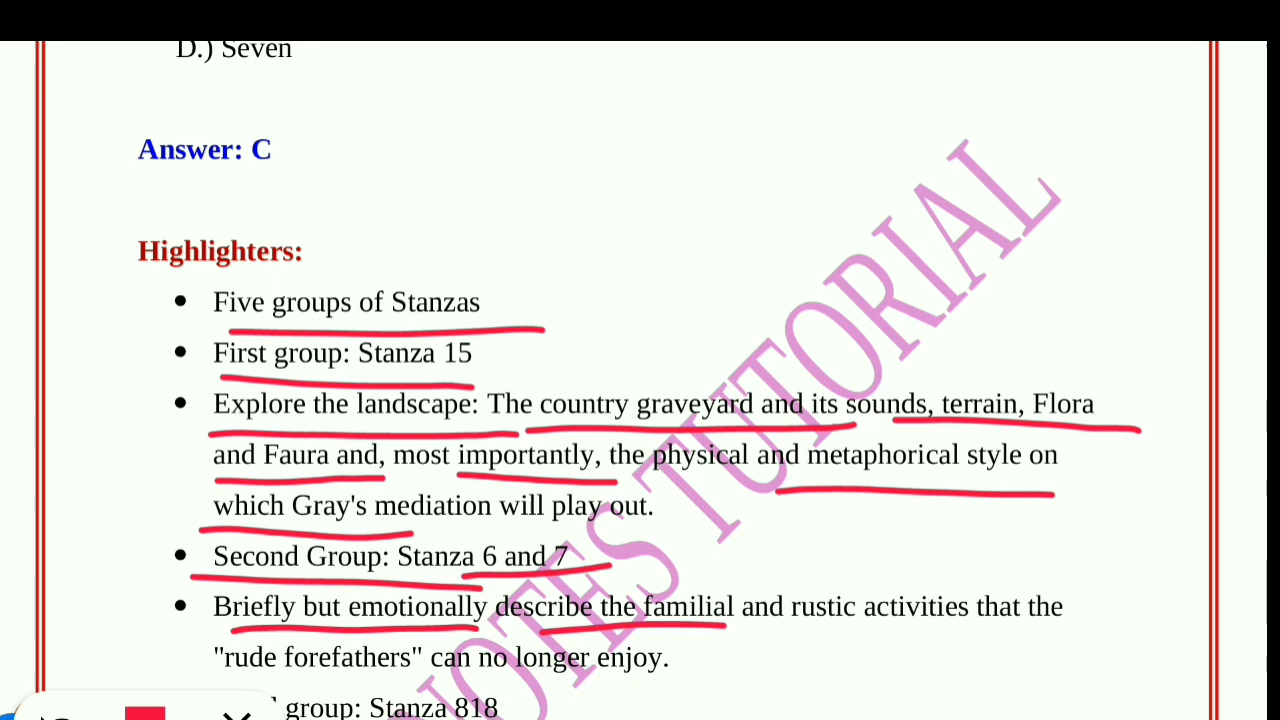 D.) Seven
Answer: C
Highlighters:
Five groups of Stanzas
First group: Stanza 15
Explore the landscape: The country graveyard and its sounds, terrain, Flora
and Faura and, most importantly, the physical and metaphorical style on
which Gray's mediation will play out.
Second Group: Stanza 6 and 7
Briefly but emotionally describe the familial and rustic activities that the
"rude forefathers" can no longer enjoy.
group: Stanza 818
NOTES TUTORIAL